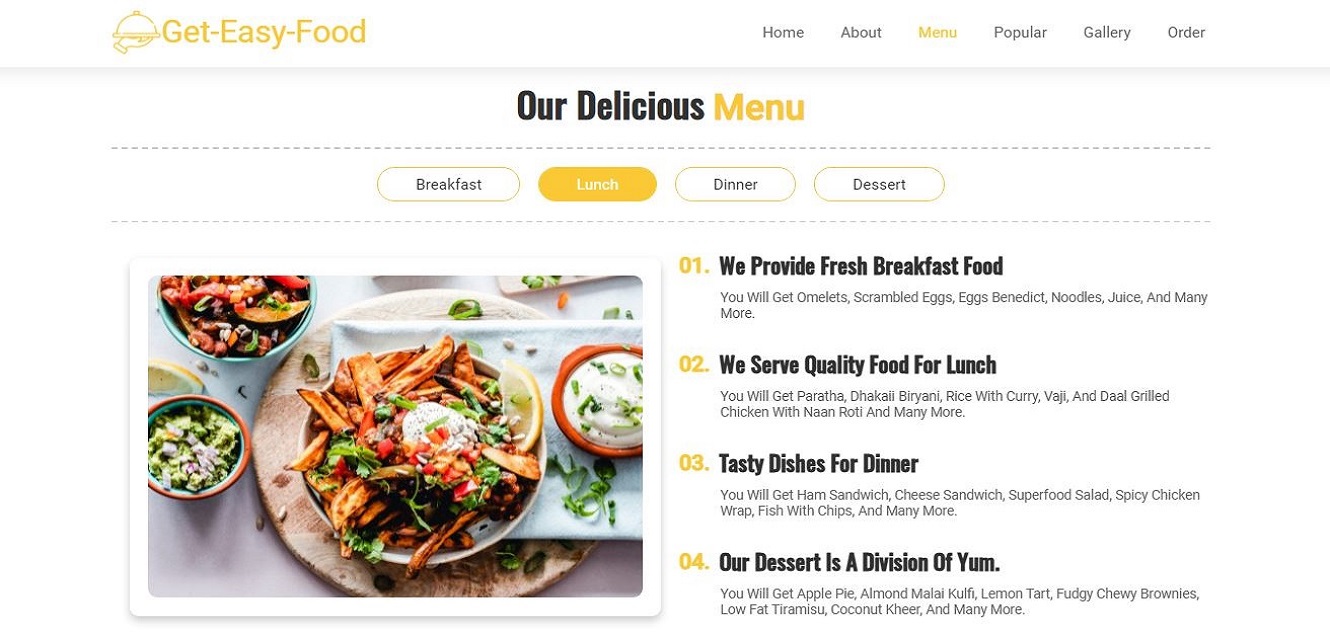 Get-Easy-Food
Home About Menu Popular Gallery Order
Our Delicious Menu
Breakfast Lunch Dinner Dessert
01. We Provide Fresh Breakfast Food
You Will Get Omelets, Scrambled Eggs, Eggs Benedict, Noodles, Juice, And Many
More.
02. We Serve Quality Food For Lunch
You Will Get Paratha, Dhakaii Biryani, Rice With Curry, Vaji, And Daal Grilled
Chicken With Naan Roti And Many More.
03. Tasty Dishes For Dinner
You Will Get Ham Sandwich, Cheese Sandwich, Superfood Salad, Spicy Chicken
Wrap, Fish With Chips, And Many More.
04. Our Dessert Is A Division Of Yum.
You Will Get Apple Pie, Almond Malai Kulfi, Lemon Tart, Fudgy Chewy Brownies,
Low Fat Tiramisu, Coconut Kheer, And Many More.